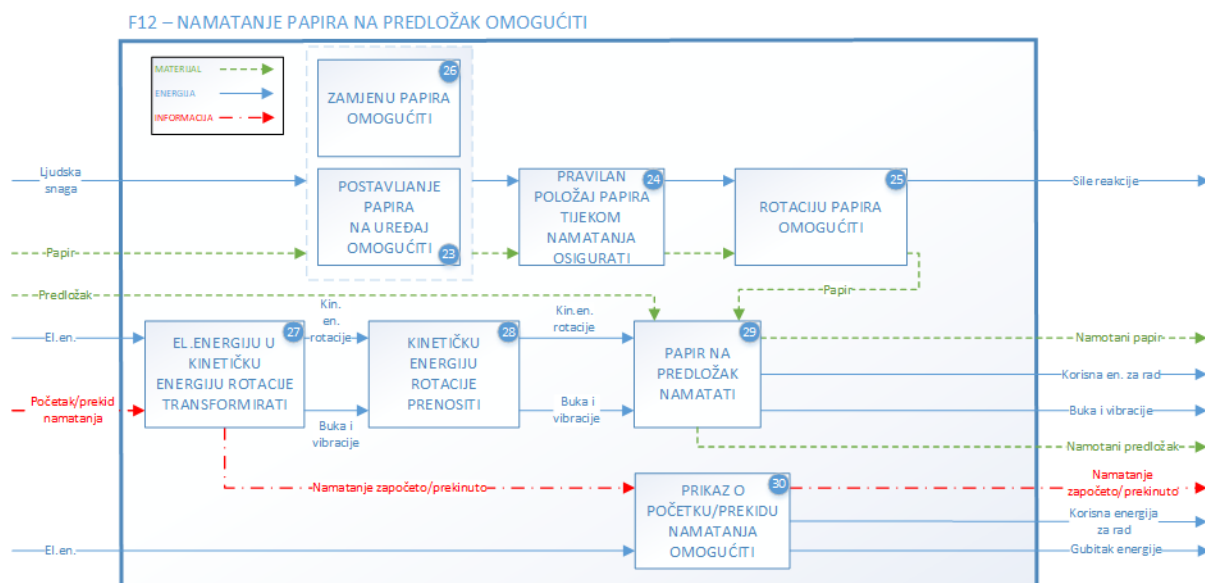 F12 – NAMATANJE PAPIRA NA PREDLOŽAK OMOGUĆITI
MATERIJAL
ENERGIJA
INFORMACIJA
26
ZAMJENU PAPIRA
OMOGUĆITI
Ljudska
snaga
POSTAVLJANJE
PAPIRA
NA UREĐAJ
OMOGUĆITI
23
PRAVILAN
POLOŽAJ PAPIRA
TIJEKOM
NAMATANJA
OSIGURATI
24
ROTACIJU PAPIRA
OMOGUĆITI
25
Sile reakcije
Papir
Papir
Predložak
El.en.
EL.ENERGIJU U
KINETIČKU
ENERGIJU ROTACIJE
TRANSFORMIRATI
27
Kin.
en.
rotacije
Buka i
vibracije
KINETIČKU
ENERGIJU
ROTACIJE
PRENOSITI
28
Kin.en.
rotacije
Buka i
vibracije
PAPIR NA
PREDLOŽAK
NAMATATI
29
Namotani papir
Korisna en. za rad
Buka i vibracije
Namotani predložak
Početak/prekid
namatanja
Namatanje započeto/prekinuto
PRIKAZ O
POČETKU/PREKIDU
NAMATANJA
OMOGUĆITI
30
Namatanje
započeto/prekinuto
Korisna energija
za rad
Gubitak energije
El.en.